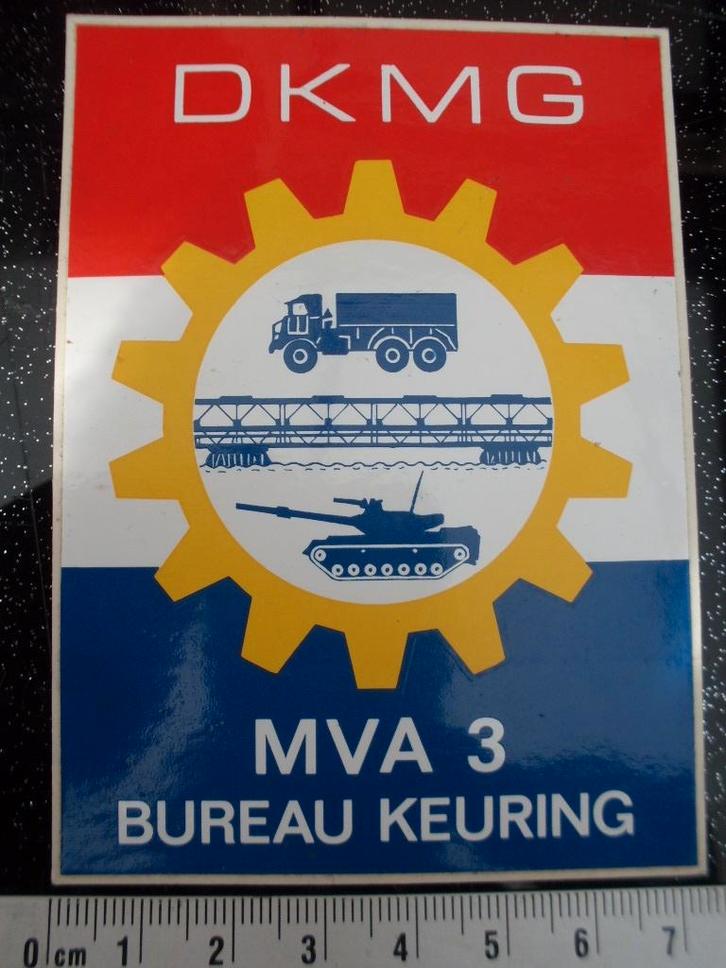 DKMG
MVA 3
BUREAU KEURING
0 cm 1 2 3 4 5 6 7